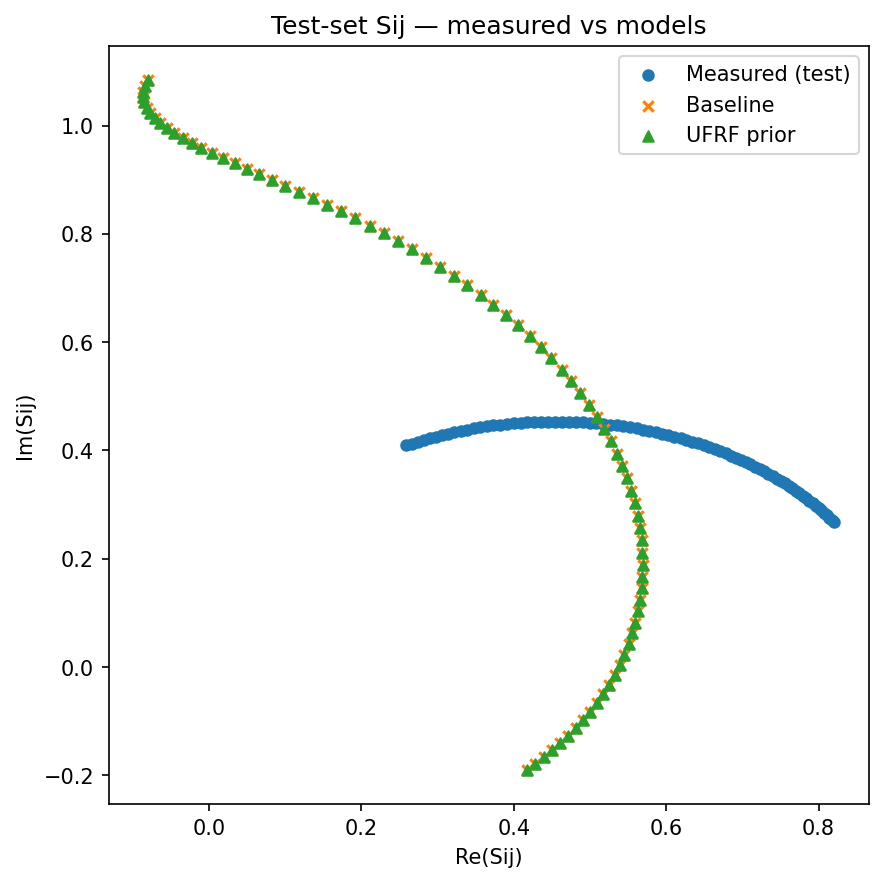 Test-set Sij — measured vs models
Measured (test)
Baseline
UFRF prior
1.0
0.8
0.6
0.4
0.2
0.0
−0.2
Im(Sij)
0.0
0.2
0.4
0.6
0.8
Re(Sij)